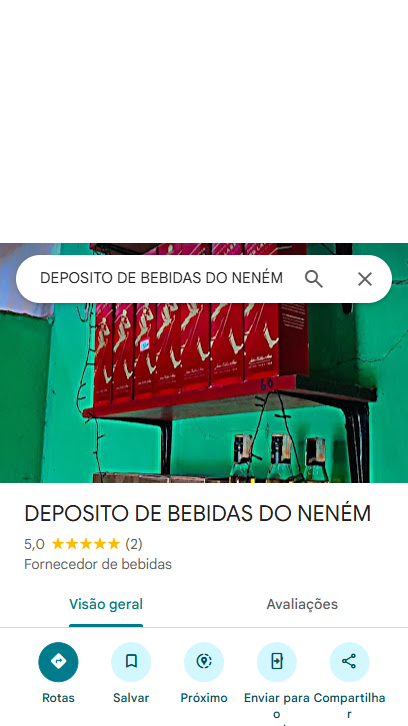 DEPOSITO DE BEBIDAS DO NENÉM
60
DEPOSITO DE BEBIDAS DO NENÉM
5,0 (2)
Fornecedor de bebidas
Visão geral
Avaliações
Rotas
Salvar
Próximo
Enviar para o
Compartilhar